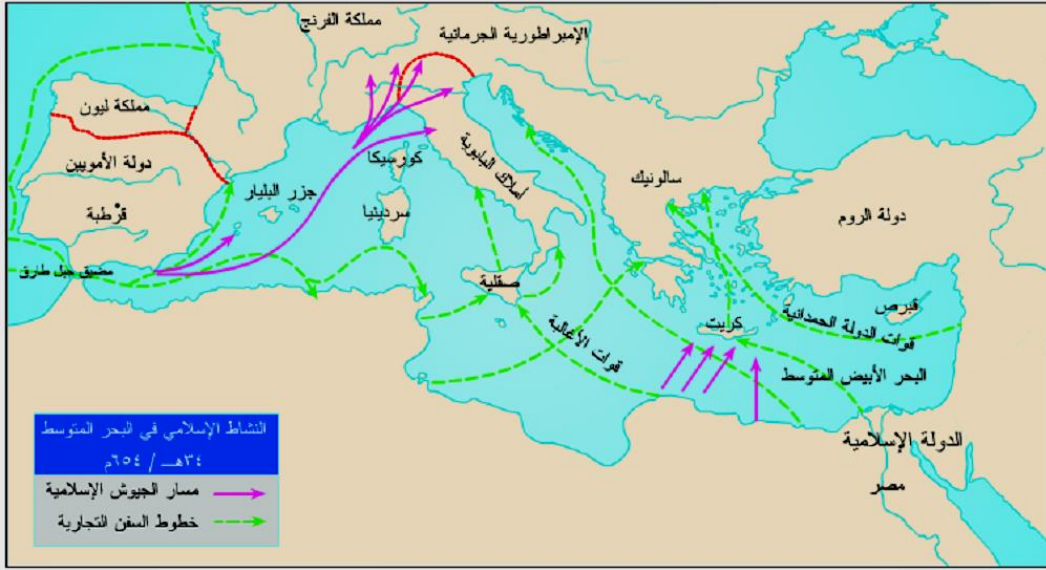 مملكة الفرنج
الإمبراطورية الجرمانية
مملكة ليون
دولة الأمويين
قرطبة
جزر البليار
كورسيكا
سردينيا
أملاك البابوية
سالونيك
دولة الروم
مضيق جبل طارق
صقلية
كريت
قبرص
قوات الدولة الحمدانية
قوات الأغالبة
البحر الأبيض المتوسط
الدولة الإسلامية
مصر
النشاط الإسلامي في البحر المتوسط
٣٤هـ / ٦٥٤م
مسار الجيوش الإسلامية
خطوط السفن التجارية